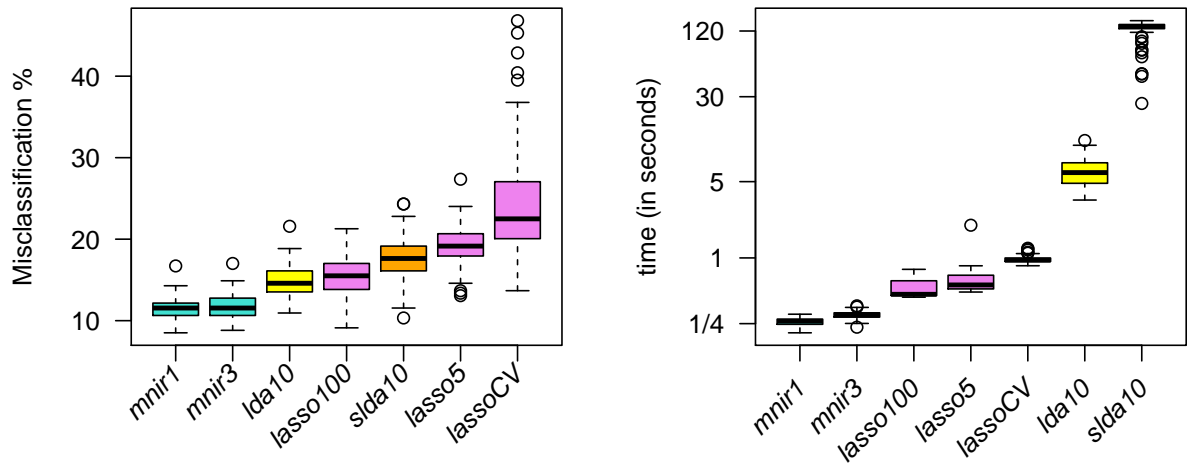 Misclassification %
40
30
20
10
mnir1
mnir3
lda10
lasso100
slda10
lasso5
lassoCV
time (in seconds)
120
30
5
1
1/4
mnir1
mnir3
lasso100
lasso5
lassoCV
lda10
slda10